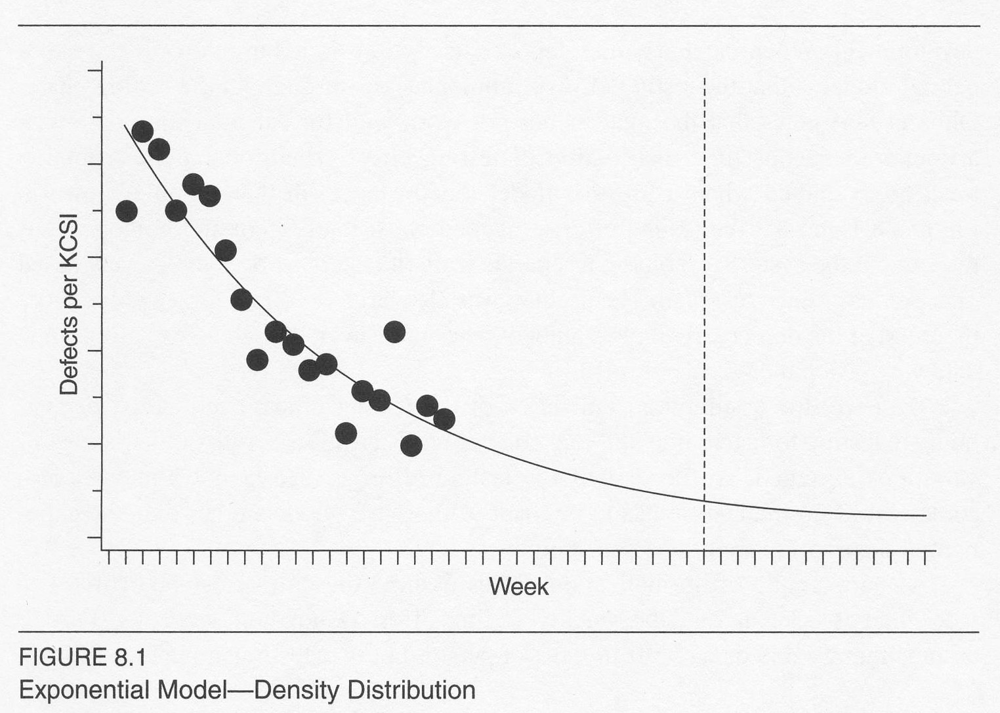 Defects per KCSI
Week
FIGURE 8.1
Exponential Model—Density Distribution